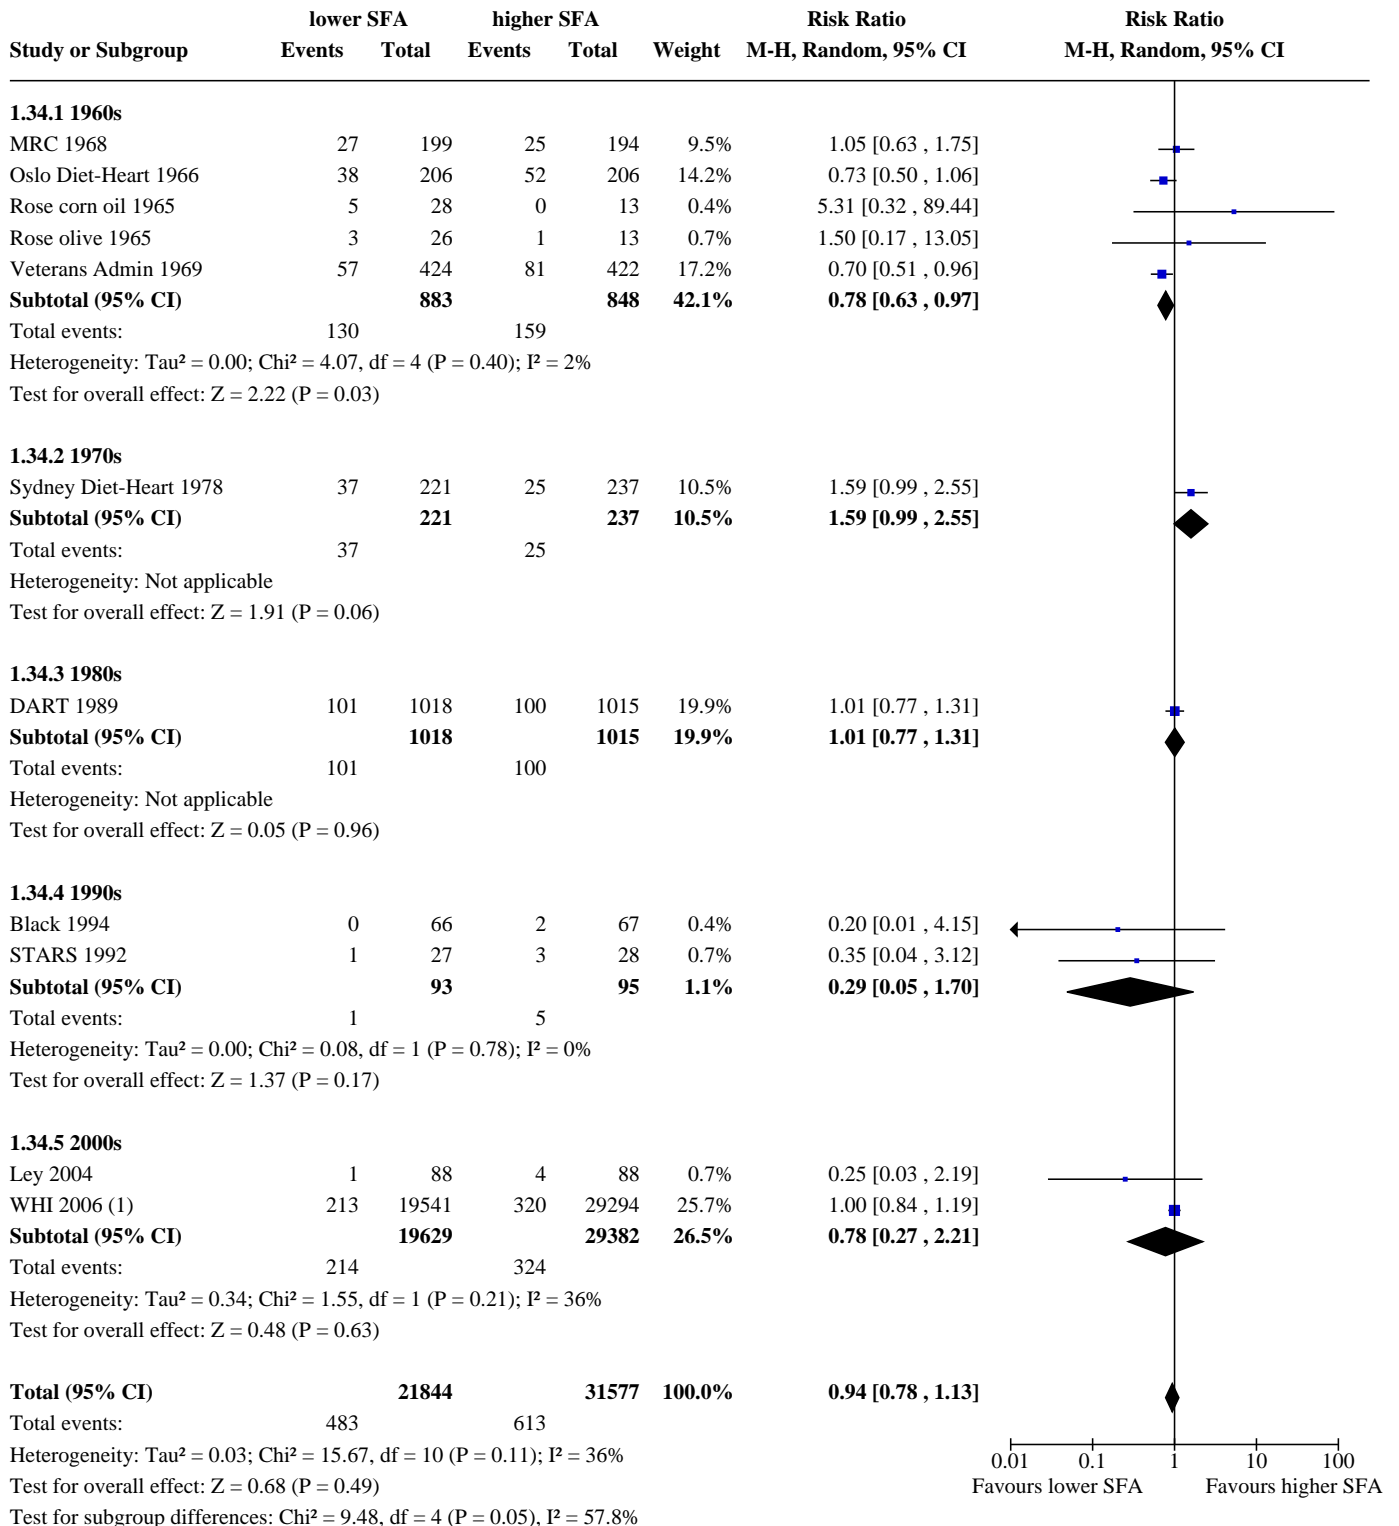 lower SFA higher SFA Risk Ratio Risk Ratio
Study or Subgroup Events Total Events Total Weight M-H, Random, 95% CI M-H, Random, 95% CI
1.34.1 1960s
MRC 1968 27 199 25 194 9.5% 1.05 [0.63 , 1.75]
Oslo Diet-Heart 1966 38 206 52 206 14.2% 0.73 [0.50 , 1.06]
Rose corn oil 1965 5 28 0 13 0.4% 5.31 [0.32 , 89.44]
Rose olive 1965 3 26 1 13 0.7% 1.50 [0.17 , 13.05]
Veterans Admin 1969 57 424 81 422 17.2% 0.70 [0.51 , 0.96]
Subtotal (95% CI) 883 848 42.1% 0.78 [0.63 , 0.97]
Total events: 130 159
Heterogeneity: Tau² = 0.00; Chi² = 4.07, df = 4 (P = 0.40); I² = 2%
Test for overall effect: Z = 2.22 (P = 0.03)
1.34.2 1970s
Sydney Diet-Heart 1978 37 221 25 237 10.5% 1.59 [0.99 , 2.55]
Subtotal (95% CI) 221 237 10.5% 1.59 [0.99 , 2.55]
Total events: 37 25
Heterogeneity: Not applicable
Test for overall effect: Z = 1.91 (P = 0.06)
1.34.3 1980s
DART 1989 101 1018 100 1015 19.9% 1.01 [0.77 , 1.31]
Subtotal (95% CI) 1018 1015 19.9% 1.01 [0.77 , 1.31]
Total events: 101 100
Heterogeneity: Not applicable
Test for overall effect: Z = 0.05 (P = 0.96)
1.34.4 1990s
Black 1994 0 66 2 67 0.4% 0.20 [0.01 , 4.15]
STARS 1992 1 27 3 28 0.7% 0.35 [0.04 , 3.12]
Subtotal (95% CI) 93 95 1.1% 0.29 [0.05 , 1.70]
Total events: 1 5
Heterogeneity: Tau² = 0.00; Chi² = 0.08, df = 1 (P = 0.78); I² = 0%
Test for overall effect: Z = 1.37 (P = 0.17)
1.34.5 2000s
Ley 2004 1 88 4 88 0.7% 0.25 [0.03 , 2.19]
WHI 2006 (1) 213 19541 320 29294 25.7% 1.00 [0.84 , 1.19]
Subtotal (95% CI) 19629 29382 26.5% 0.78 [0.27 , 2.21]
Total events: 214 324
Heterogeneity: Tau² = 0.34; Chi² = 1.55, df = 1 (P = 0.21); I² = 36%
Test for overall effect: Z = 0.48 (P = 0.63)
Total (95% CI) 21844 31577 100.0% 0.94 [0.78 , 1.13]
Total events: 483 613
Heterogeneity: Tau² = 0.03; Chi² = 15.67, df = 10 (P = 0.11); I² = 36%
0.01 0.1 1 10 100
Test for overall effect: Z = 0.68 (P = 0.49)
Favours lower SFA Favours higher SFA
Test for subgroup differences: Chi² = 9.48, df = 4 (P = 0.05), I² = 57.8%